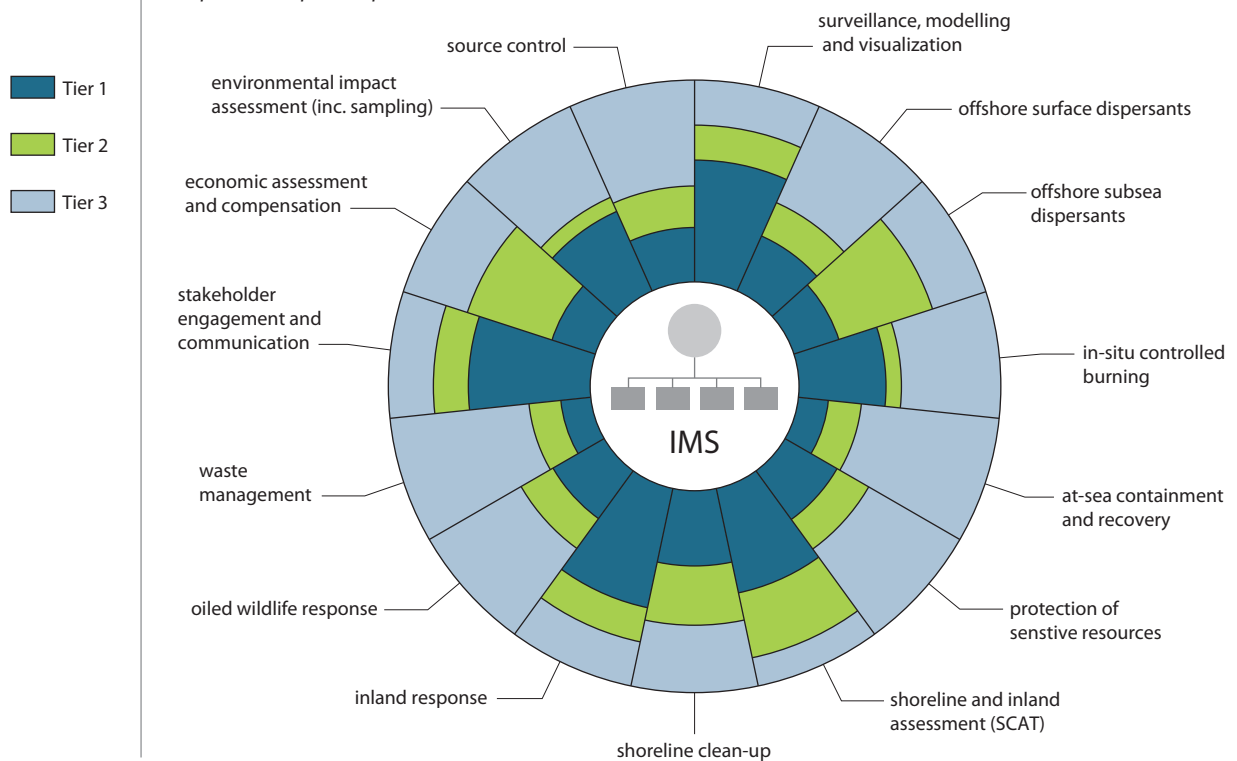 surveillance, modelling
and visualization
source control
Tier 1
Tier 2
Tier 3
environmental impact
assessment (inc. sampling)
offshore surface dispersants
economic assessment
and compensation
offshore subsea
dispersants
stakeholder
engagement and
communication
in-situ controlled
burning
IMS
waste
management
at-sea containment
and recovery
oiled wildlife response
protection of
senstive resources
inland response
shoreline and inland
assessment (SCAT)
shoreline clean-up